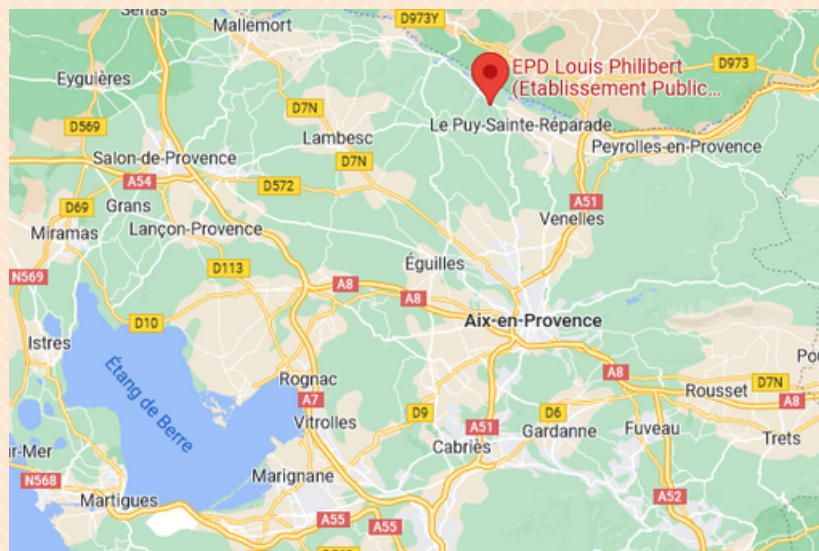 Senas
Mallemort
D973Y
EPD Louis Philibert
(Etablissement Public...
D973
Eyguières
D7N
D569
Lambesc
Le Puy-Sainte-Réparade
Salon-de-Provence
D7N
Peyrolles-en-Provence
A54
D572
D69
Grans
A51
Miramas
Lançon-Provence
Venelles
N569
D113
Éguilles
A8
A8
D10
Aix-en-Provence
Istres
Étang de Berre
Rognac
A8
D7N
Rousset
A8
A7
D9
D6
Vitrolles
A51
Gardanne
Fuveau
Trets
Cabriès
ur-Mer
N568
Marignane
Martigues
A52
A55
A55